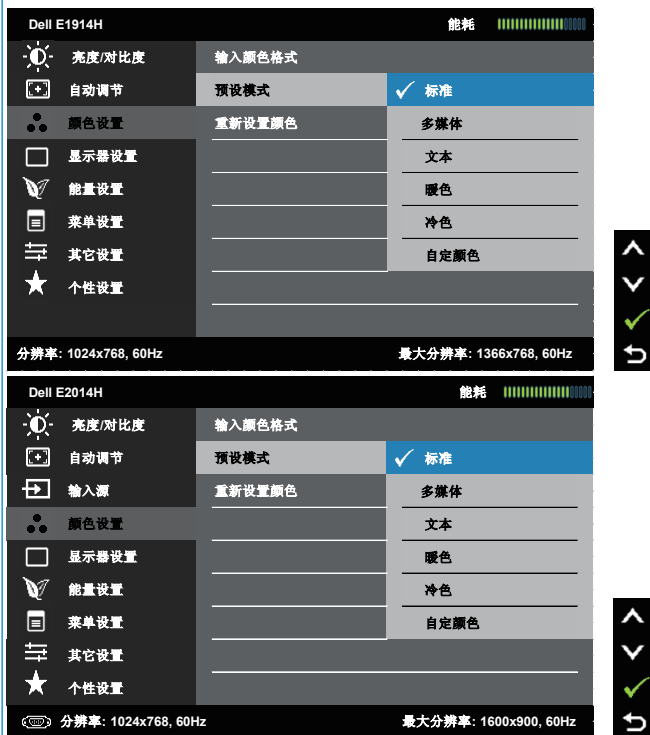 Dell E1914H 能耗
亮度/对比度 输入颜色格式
自动调节 预设模式 标准
颜色设置 重新设置颜色 多媒体
显示器设置 文本
能量设置 暖色
菜单设置 冷色
其它设置 自定颜色
个性设置
分辨率: 1024x768, 60Hz 最大分辨率: 1366x768, 60Hz
Dell E2014H 能耗
亮度/对比度 输入颜色格式
自动调节 预设模式 标准
输入源 重新设置颜色 多媒体
颜色设置 文本
显示器设置 暖色
能量设置 冷色
菜单设置 自定颜色
其它设置
个性设置
分辨率: 1024x768, 60Hz 最大分辨率: 1600x900, 60Hz